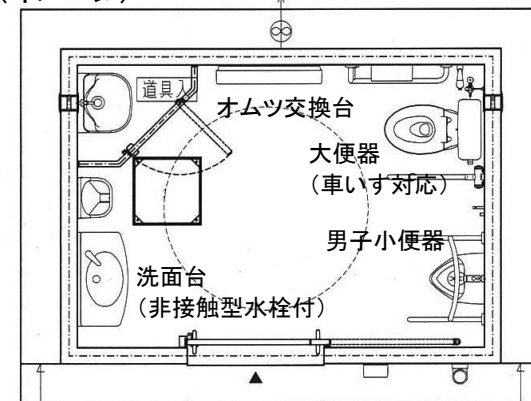 道具入
オムツ交換台
大便器
（車いす対応）
男子小便器
洗面台
（非接触型水栓付）